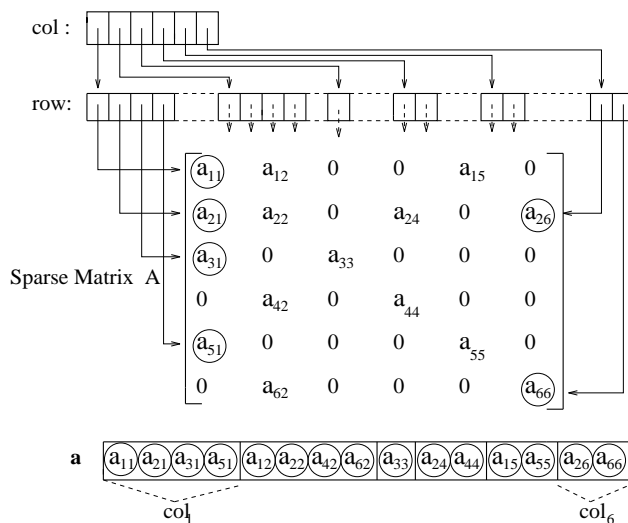 col :
row:
a₁₁ a₁₂ 0 0 a₁₅ 0
a₂₁ a₂₂ 0 a₂₄ 0 a₂₆
a₃₁ 0 a₃₃ 0 0 0
Sparse Matrix A
0 a₄₂ 0 a₄₄ 0 0
a₅₁ 0 0 0 a₅₅ 0
0 a₆₂ 0 0 0 a₆₆
a a₁₁ a₂₁ a₃₁ a₅₁ a₁₂ a₂₂ a₄₂ a₆₂ a₃₃ a₂₄ a₄₄ a₁₅ a₅₅ a₂₆ a₆₆
col₁ col₆